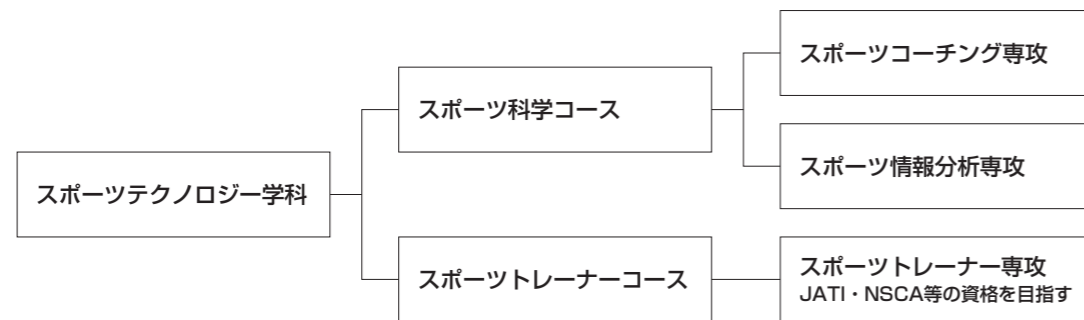 スポーツテクノロジー学科
スポーツ科学コース
スポーツコーチング専攻
スポーツ情報分析専攻
スポーツトレーナーコース
スポーツトレーナー専攻
JATI・NSCA等の資格を目指す